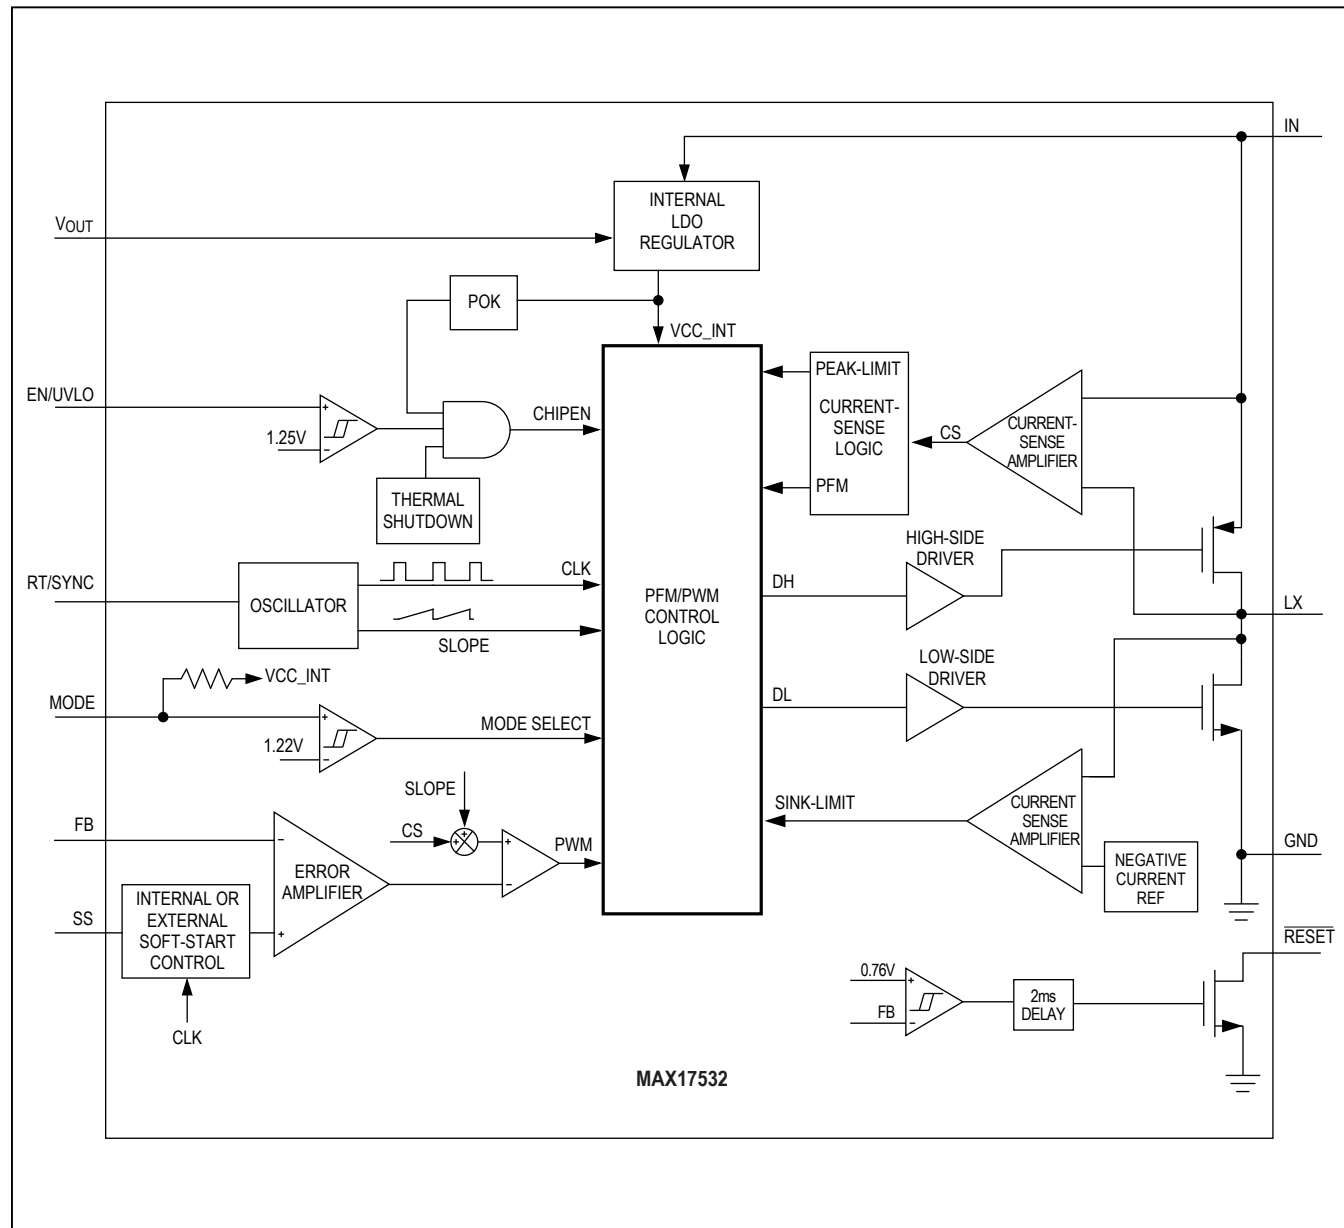 IN
INTERNAL
LDO
REGULATOR
VOUT
POK
VCC_INT
EN/UVLO
+
1.25V
−
CHIPEN
THERMAL
SHUTDOWN
PEAK-LIMIT
CURRENT-
SENSE
LOGIC
PFM
CS
CURRENT-
SENSE
AMPLIFIER
RT/SYNC
OSCILLATOR
CLK
SLOPE
PFM/PWM
CONTROL
LOGIC
HIGH-SIDE
DRIVER
DH
LX
LOW-SIDE
DRIVER
DL
VCC_INT
MODE
+
1.22V
−
MODE SELECT
SLOPE
CS
+
+
+
−
PWM
FB
−
ERROR
AMPLIFIER
+
SS
INTERNAL OR
EXTERNAL
SOFT-START
CONTROL
CLK
SINK-LIMIT
CURRENT
SENSE
AMPLIFIER
NEGATIVE
CURRENT
REF
GND
RESET
0.76V
+
FB
−
2ms
DELAY
MAX17532